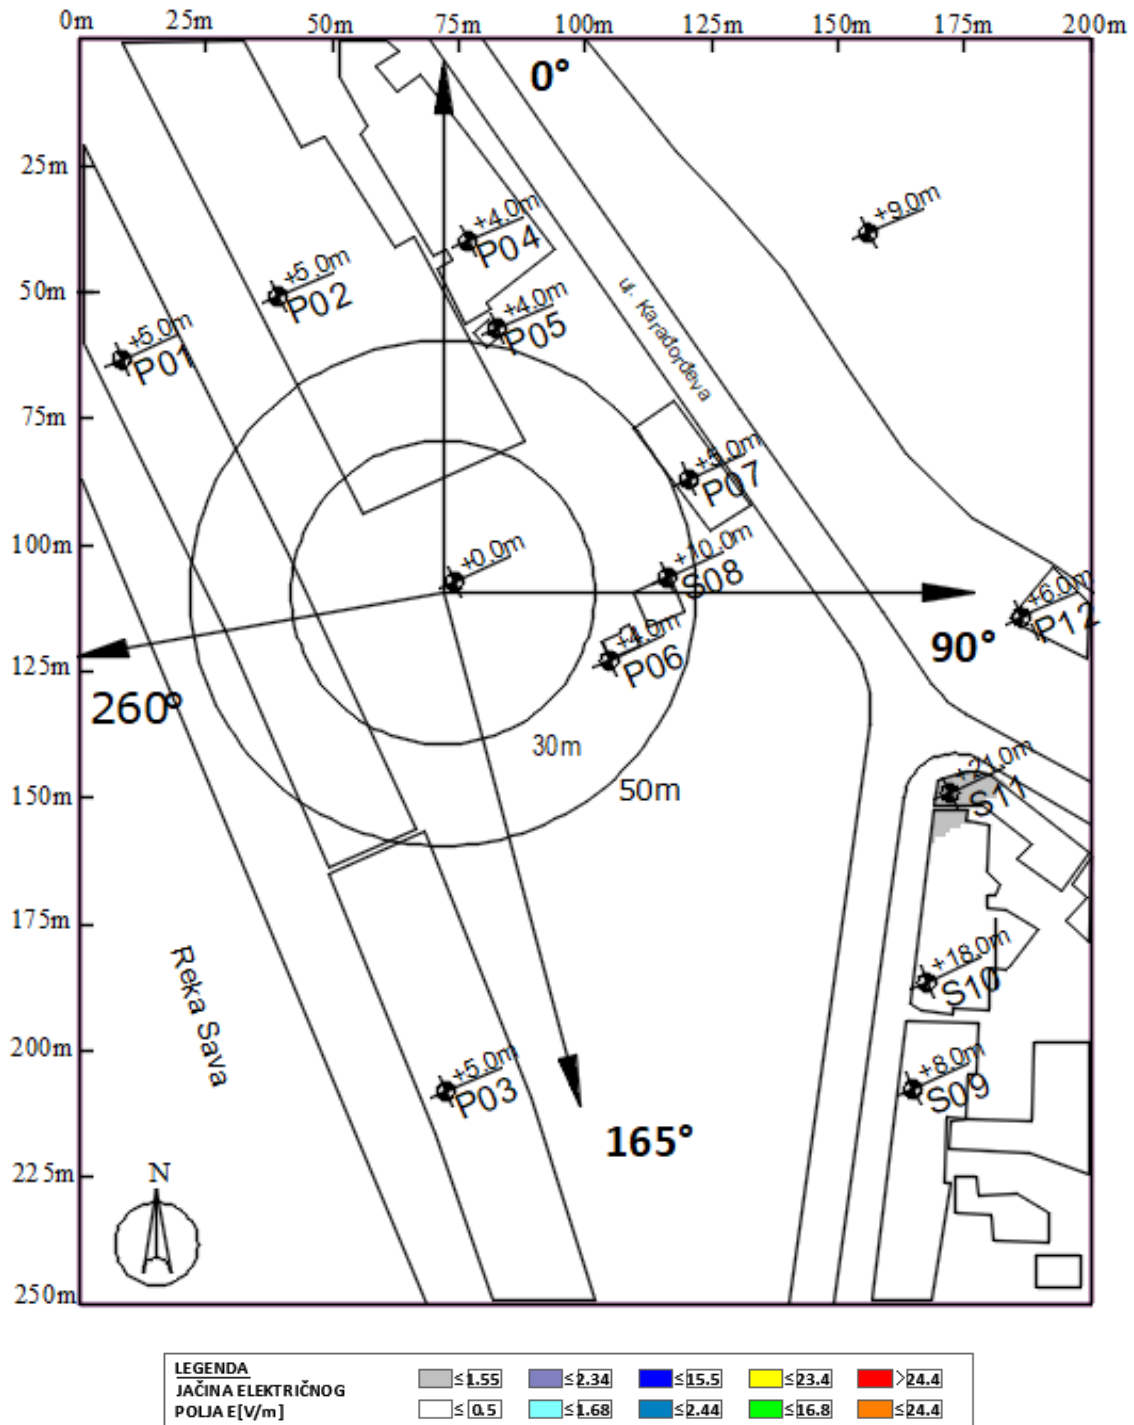 0m 25m 50m 75m 100m 125m 150m 175m 200m
0°
25m
+4.0m
P04
+9.0m
50m
+5.0m
P02
+4.0m
P05
ul. Karađorđeva
+5.0m
P01
75m
+5.0m
P07
100m
+0.0m
+10.0m
S08
+6.0m
P12
90°
125m
+4.0m
P06
260°
30m
50m
150m
+21.0m
S11
175m
Reka Sava
+18.0m
S10
200m
+5.0m
P03
+8.0m
S09
165°
225m
N
250m
LEGENDA
JAČINA ELEKTRIČNOG
POLJA E[V/m]
≤1.55 ≤2.34 ≤15.5 ≤23.4 >24.4
≤ 0.5 ≤1.68 ≤2.44 ≤16.8 ≤24.4